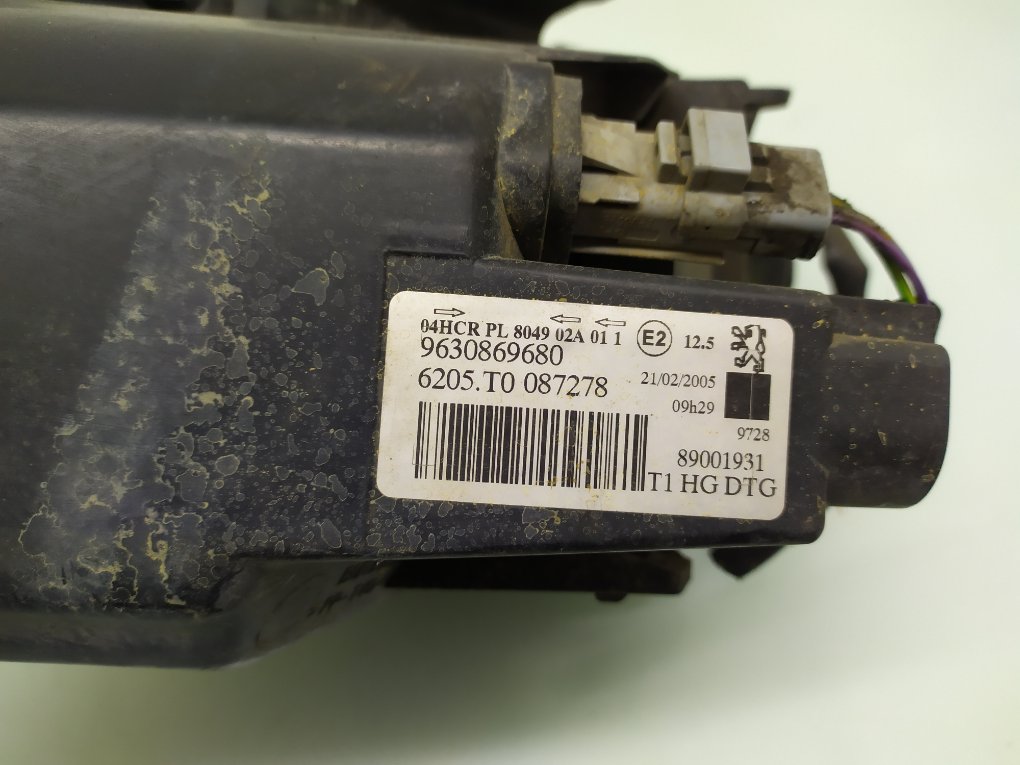 04HCR PL 8049 02A 01 1 E2 12.5
9630869680
6205.T0 087278
21/02/2005
09h29
9728
89001931
T1 HG DTG